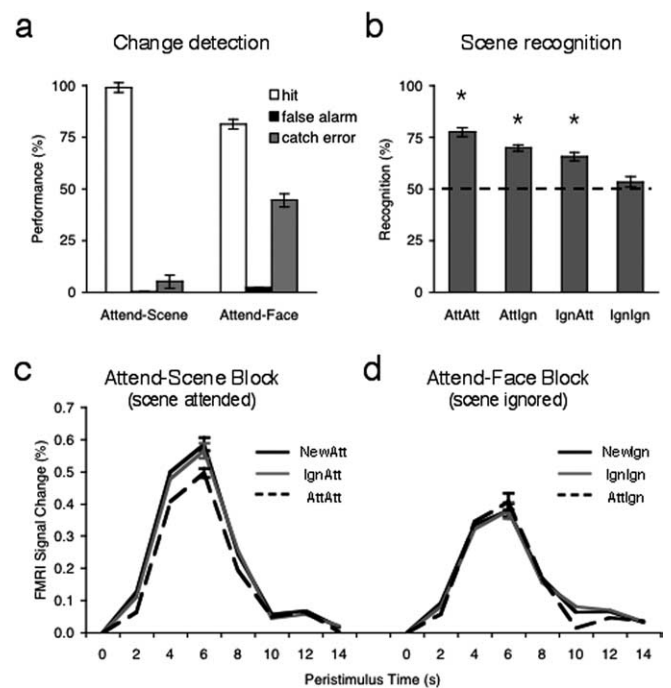 a
Change detection
Performance (%)
100
75
50
25
0
hit
false alarm
catch error
Attend-Scene
Attend-Face
b
Scene recognition
Recognition (%)
100
75
50
25
0
*
*
*
AttAtt
AttIgn
IgnAtt
IgnIgn
c
Attend-Scene Block
(scene attended)
FMRI Signal Change (%)
0.7
0.6
0.5
0.4
0.3
0.2
0.1
0.0
NewAtt
IgnAtt
AttAtt
0 2 4 6 8 10 12 14
d
Attend-Face Block
(scene ignored)
NewIgn
IgnIgn
AttIgn
0 2 4 6 8 10 12 14
Peristimulus Time (s)